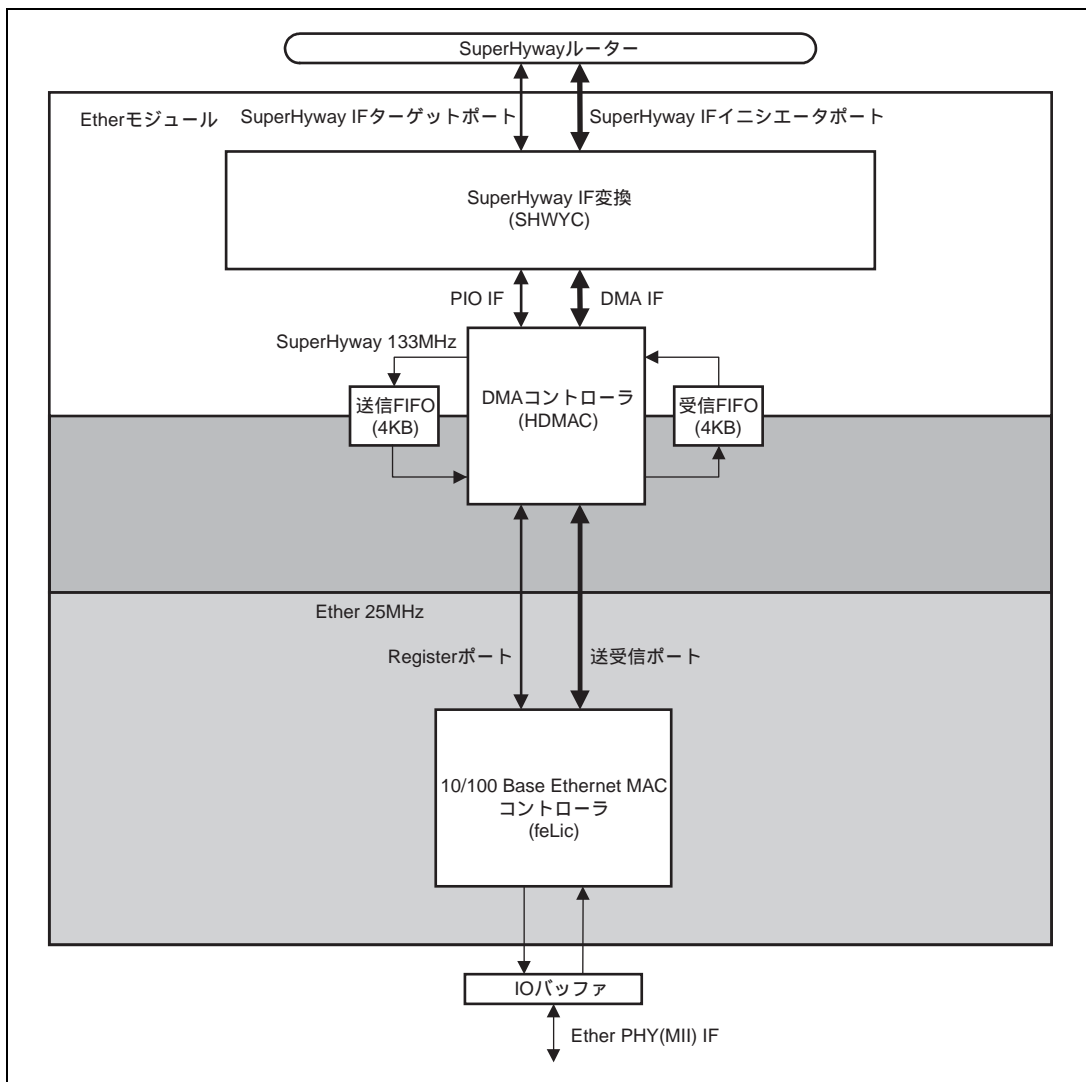 SuperHywayルーター
Etherモジュール
SuperHyway IFターゲットポート
SuperHyway IFイニシエータポート
SuperHyway IF変換
(SHWYC)
PIO IF
DMA IF
SuperHyway 133MHz
送信FIFO
(4KB)
DMAコントローラ
(HDMAC)
受信FIFO
(4KB)
Ether 25MHz
Registerポート
送受信ポート
10/100 Base Ethernet MAC
コントローラ
(feLic)
IOバッファ
Ether PHY(MII) IF